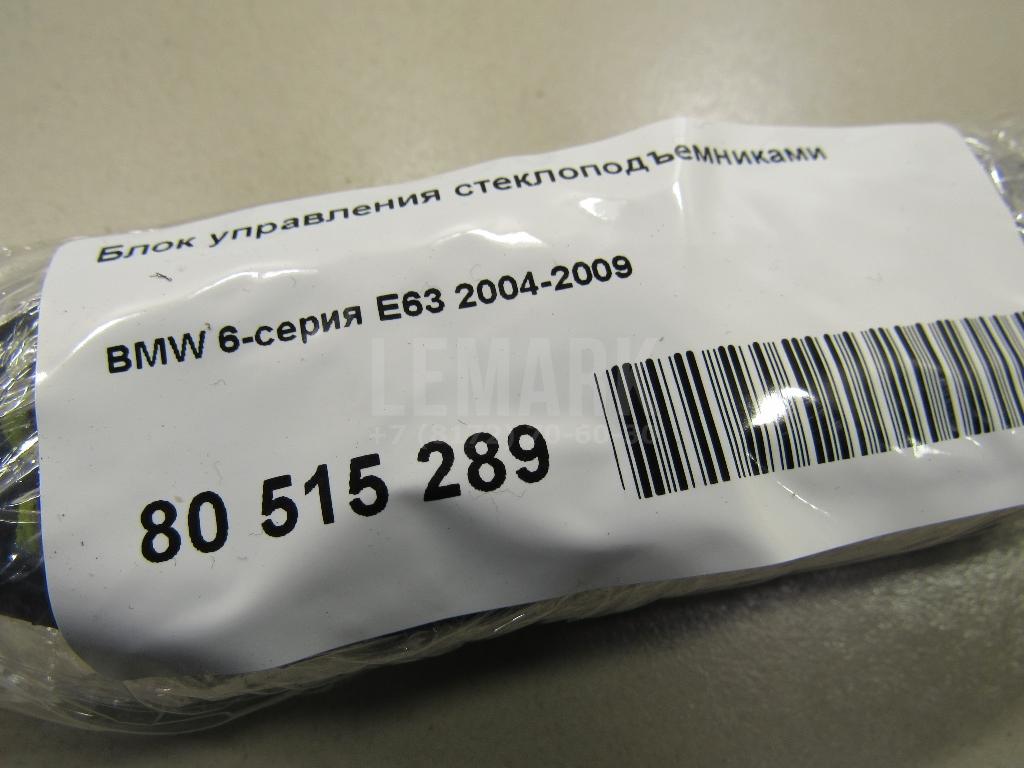 Блок управления стеклоподъемниками
BMW 6-серия E63 2004-2009
LEMARK
80 515 289